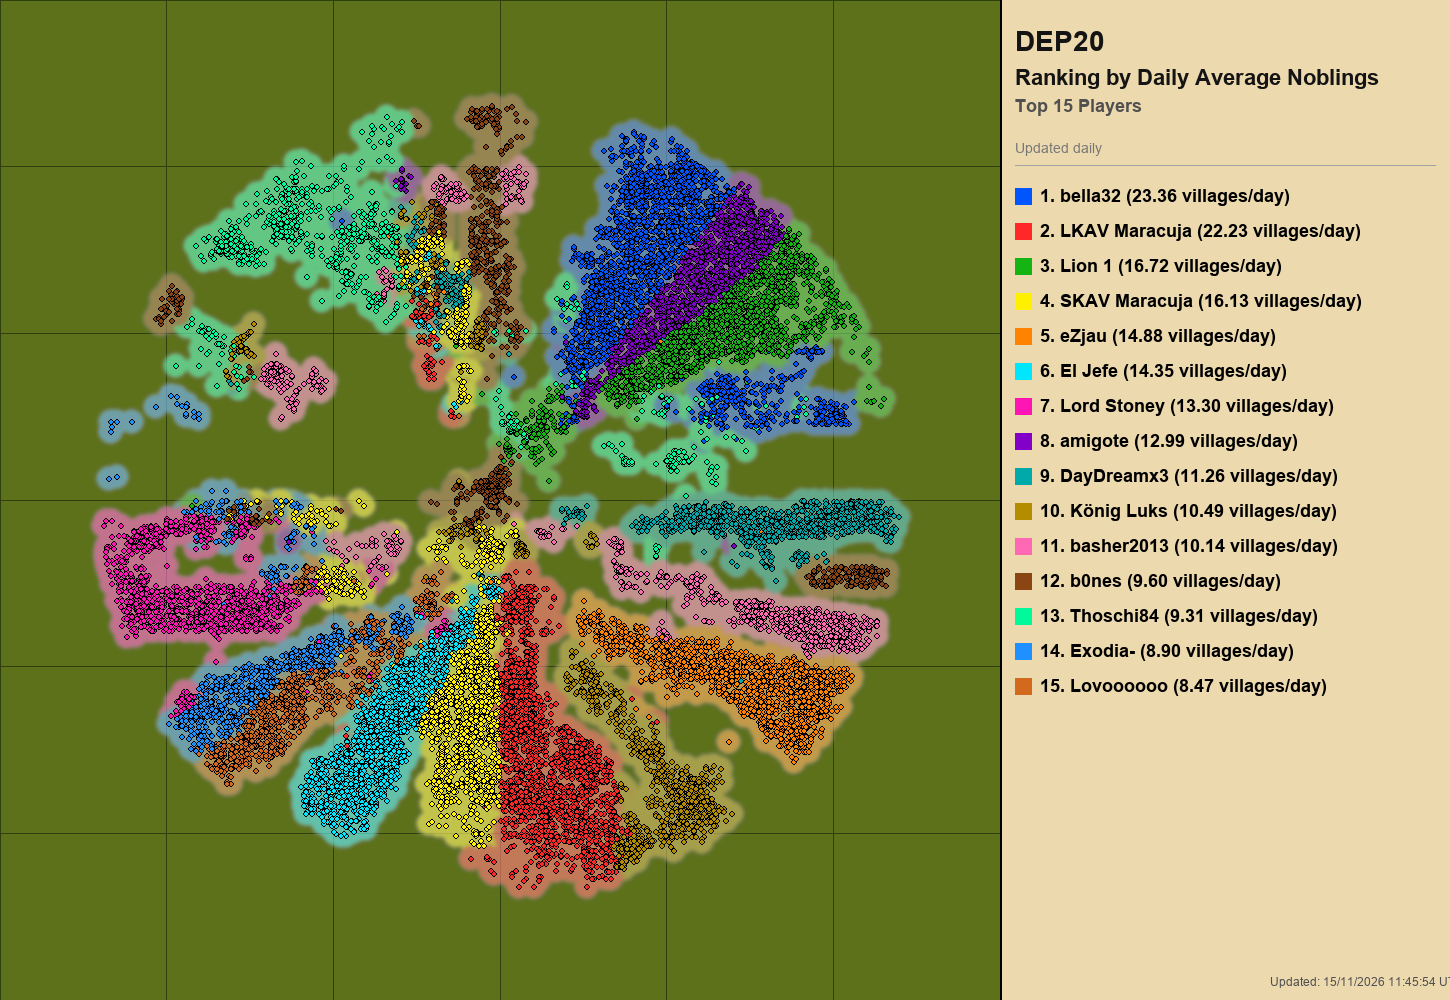 DEP20
Ranking by Daily Average Noblings
Top 15 Players
Updated daily
1. bella32 (23.36 villages/day)
2. LKAV Maracuja (22.23 villages/day)
3. Lion 1 (16.72 villages/day)
4. SKAV Maracuja (16.13 villages/day)
5. eZjau (14.88 villages/day)
6. El Jefe (14.35 villages/day)
7. Lord Stoney (13.30 villages/day)
8. amigote (12.99 villages/day)
9. DayDreamx3 (11.26 villages/day)
10. König Luks (10.49 villages/day)
11. basher2013 (10.14 villages/day)
12. b0nes (9.60 villages/day)
13. Thoschi84 (9.31 villages/day)
14. Exodia- (8.90 villages/day)
15. Lovoooooo (8.47 villages/day)
Updated: 15/11/2026 11:45:54